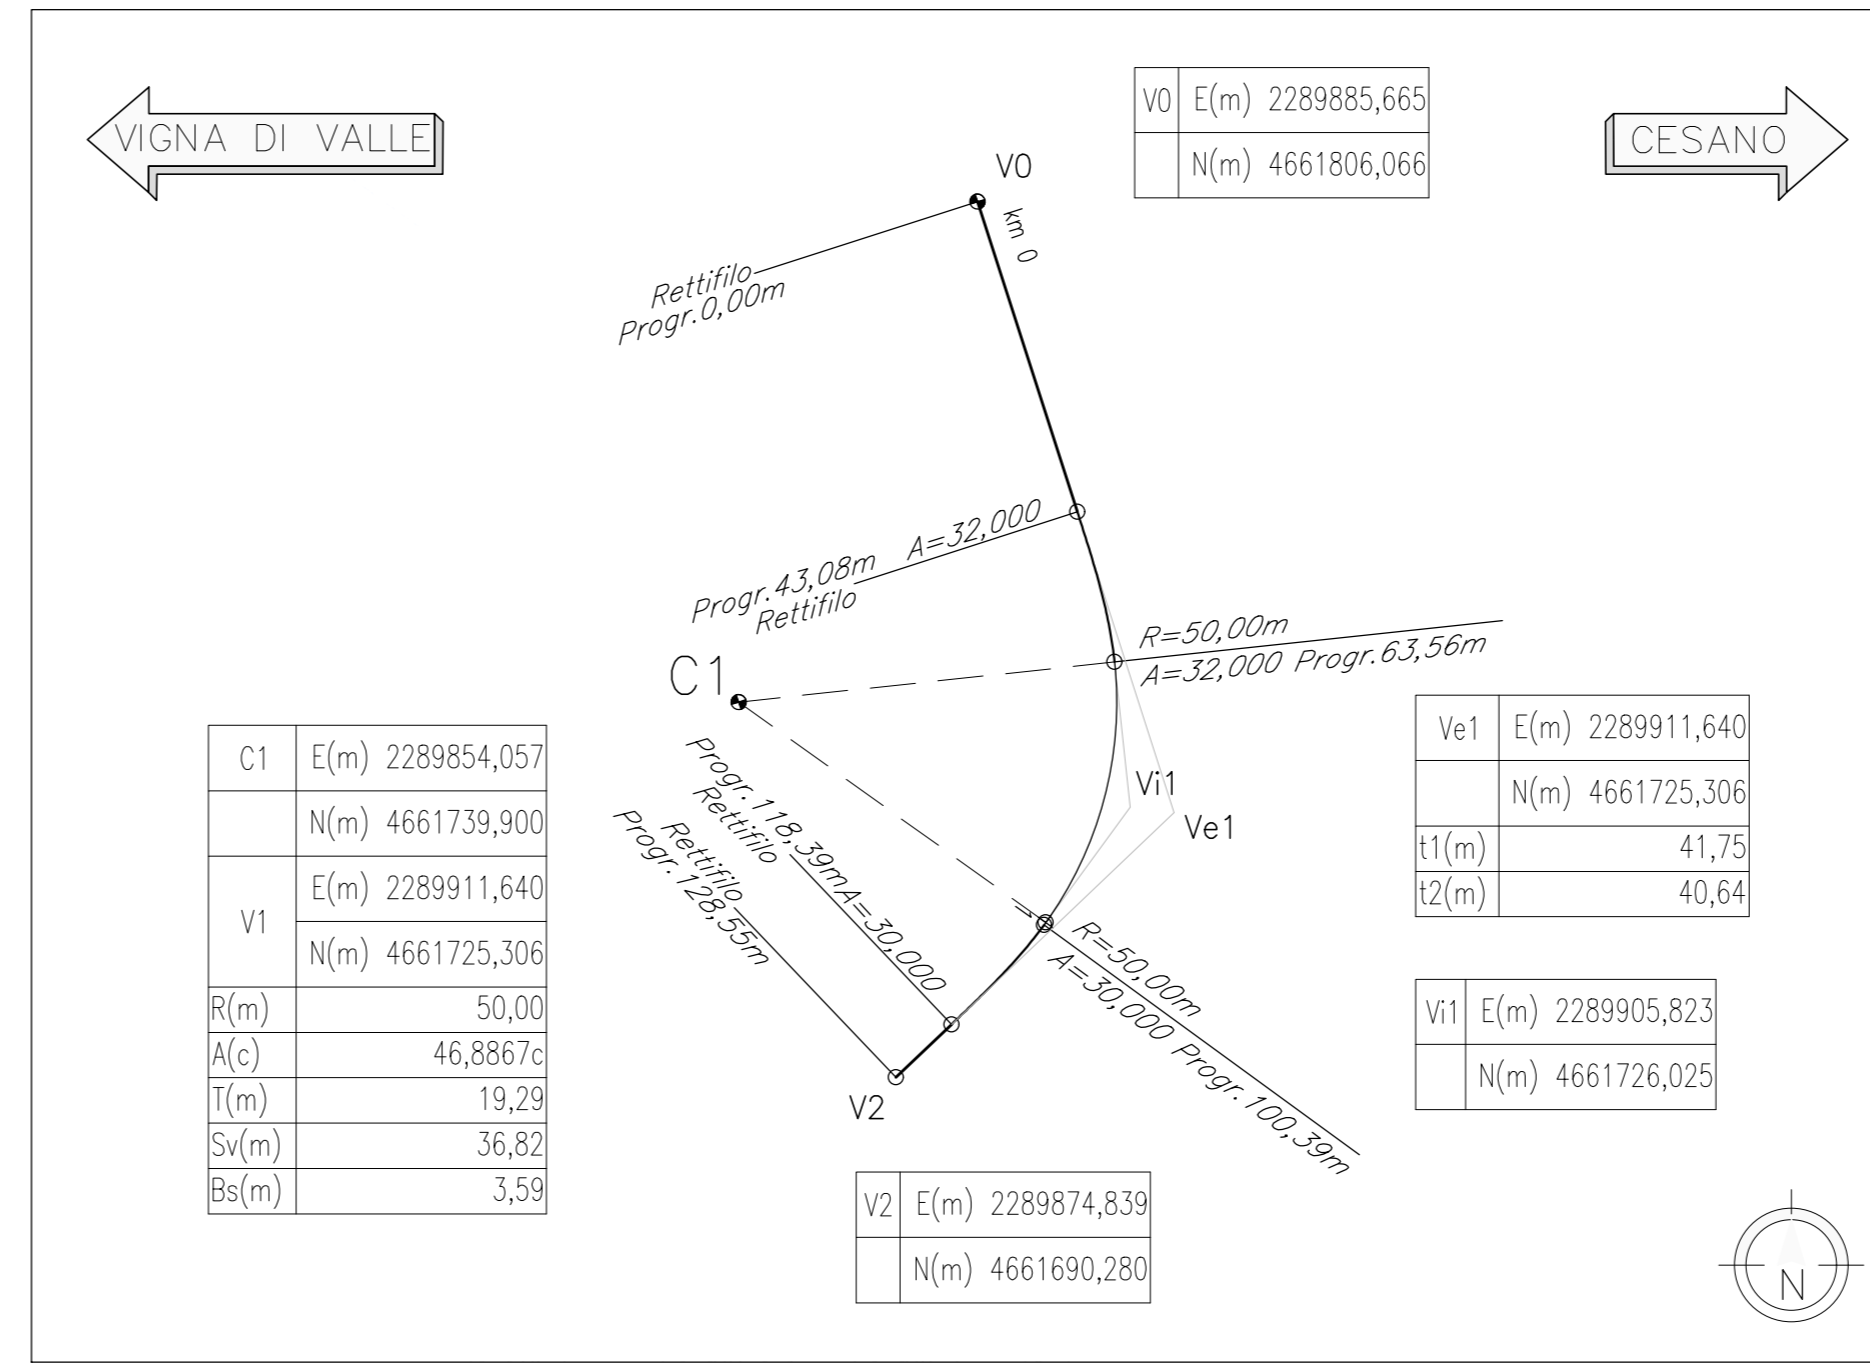 VIGNA DI VALLE
V0 E(m) 2289885,665
N(m) 4661806,066
CESANO
V0
km 0
Rettifilo
Progr.0,00m
A=32,000
Progr.43,08m
Rettifilo
R=50,00m
A=32,000 Progr.63,56m
C1
C1 E(m) 2289854,057
N(m) 4661739,900
V1 E(m) 2289911,640
N(m) 4661725,306
R(m) 50,00
A(c) 46,8867c
T(m) 19,29
Sv(m) 36,82
Bs(m) 3,59
Vi1
Ve1
Ve1 E(m) 2289911,640
N(m) 4661725,306
t1(m) 41,75
t2(m) 40,64
Progr.118,39m A=30,000
Rettifilo
Rettifilo
Progr.128,55m
R=50,00m
A=30,000 Progr.100,39m
Vi1 E(m) 2289905,823
N(m) 4661726,025
V2
V2 E(m) 2289874,839
N(m) 4661690,280
N